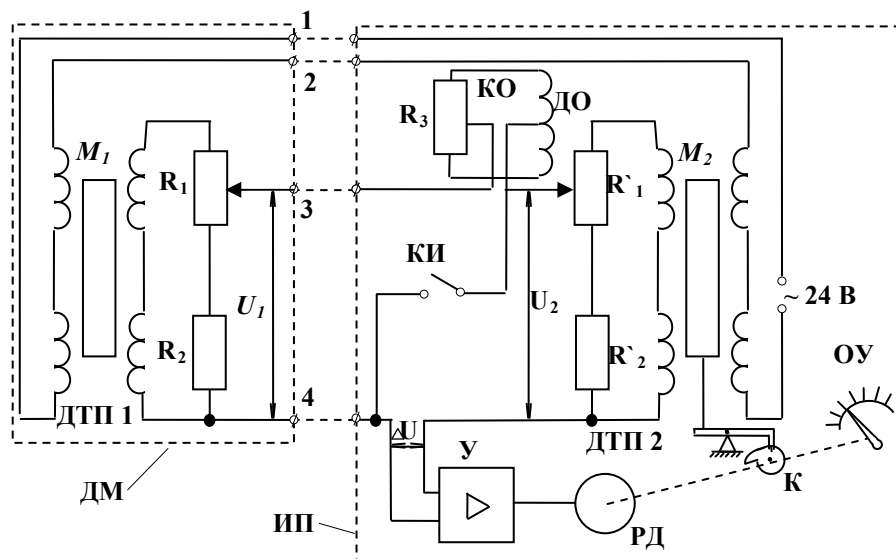 1
2
КО
ДО
R₃
M₁
M₂
R₁
R`₁
3
КИ
U₁
U₂
~ 24 В
R₂
R`₂
ОУ
4
ДТП 1
ΔU
ДТП 2
У
ДМ
К
ИП
РД